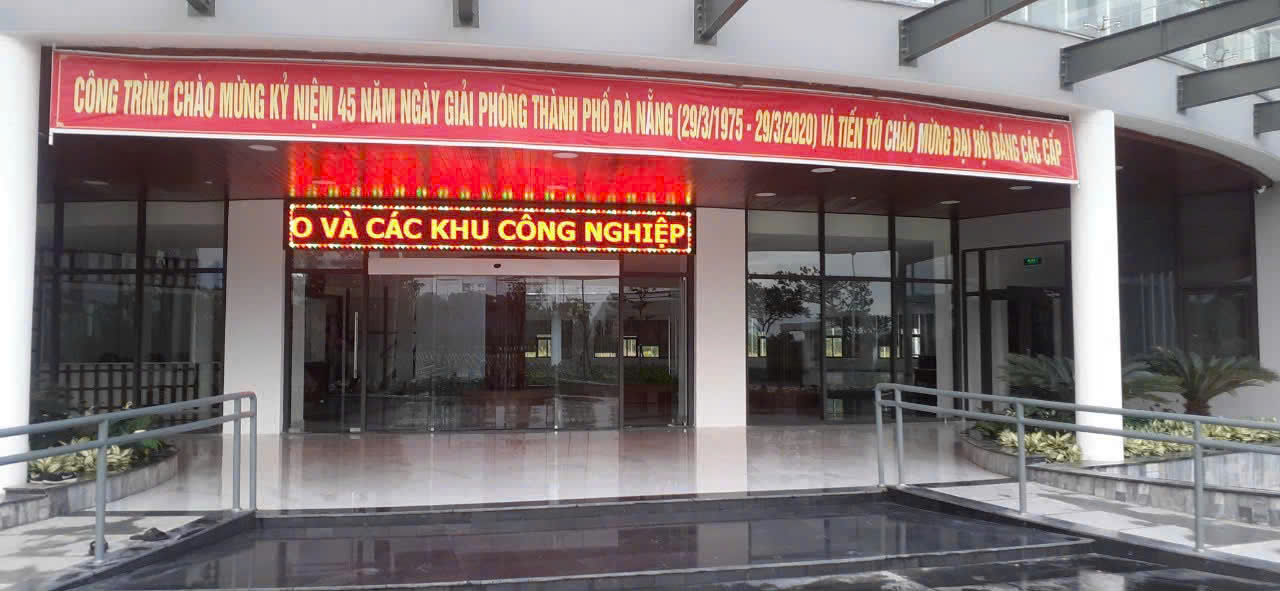 CÔNG TRÌNH CHÀO MỪNG KỶ NIỆM 45 NĂM NGÀY GIẢI PHÓNG THÀNH PHỐ ĐÀ NẴNG (29/3/1975 - 29/3/2020) VÀ TIẾN TỚI CHÀO MỪNG ĐẠI HỘI ĐẢNG CÁC CẤP
O VÀ CÁC KHU CÔNG NGHIỆP